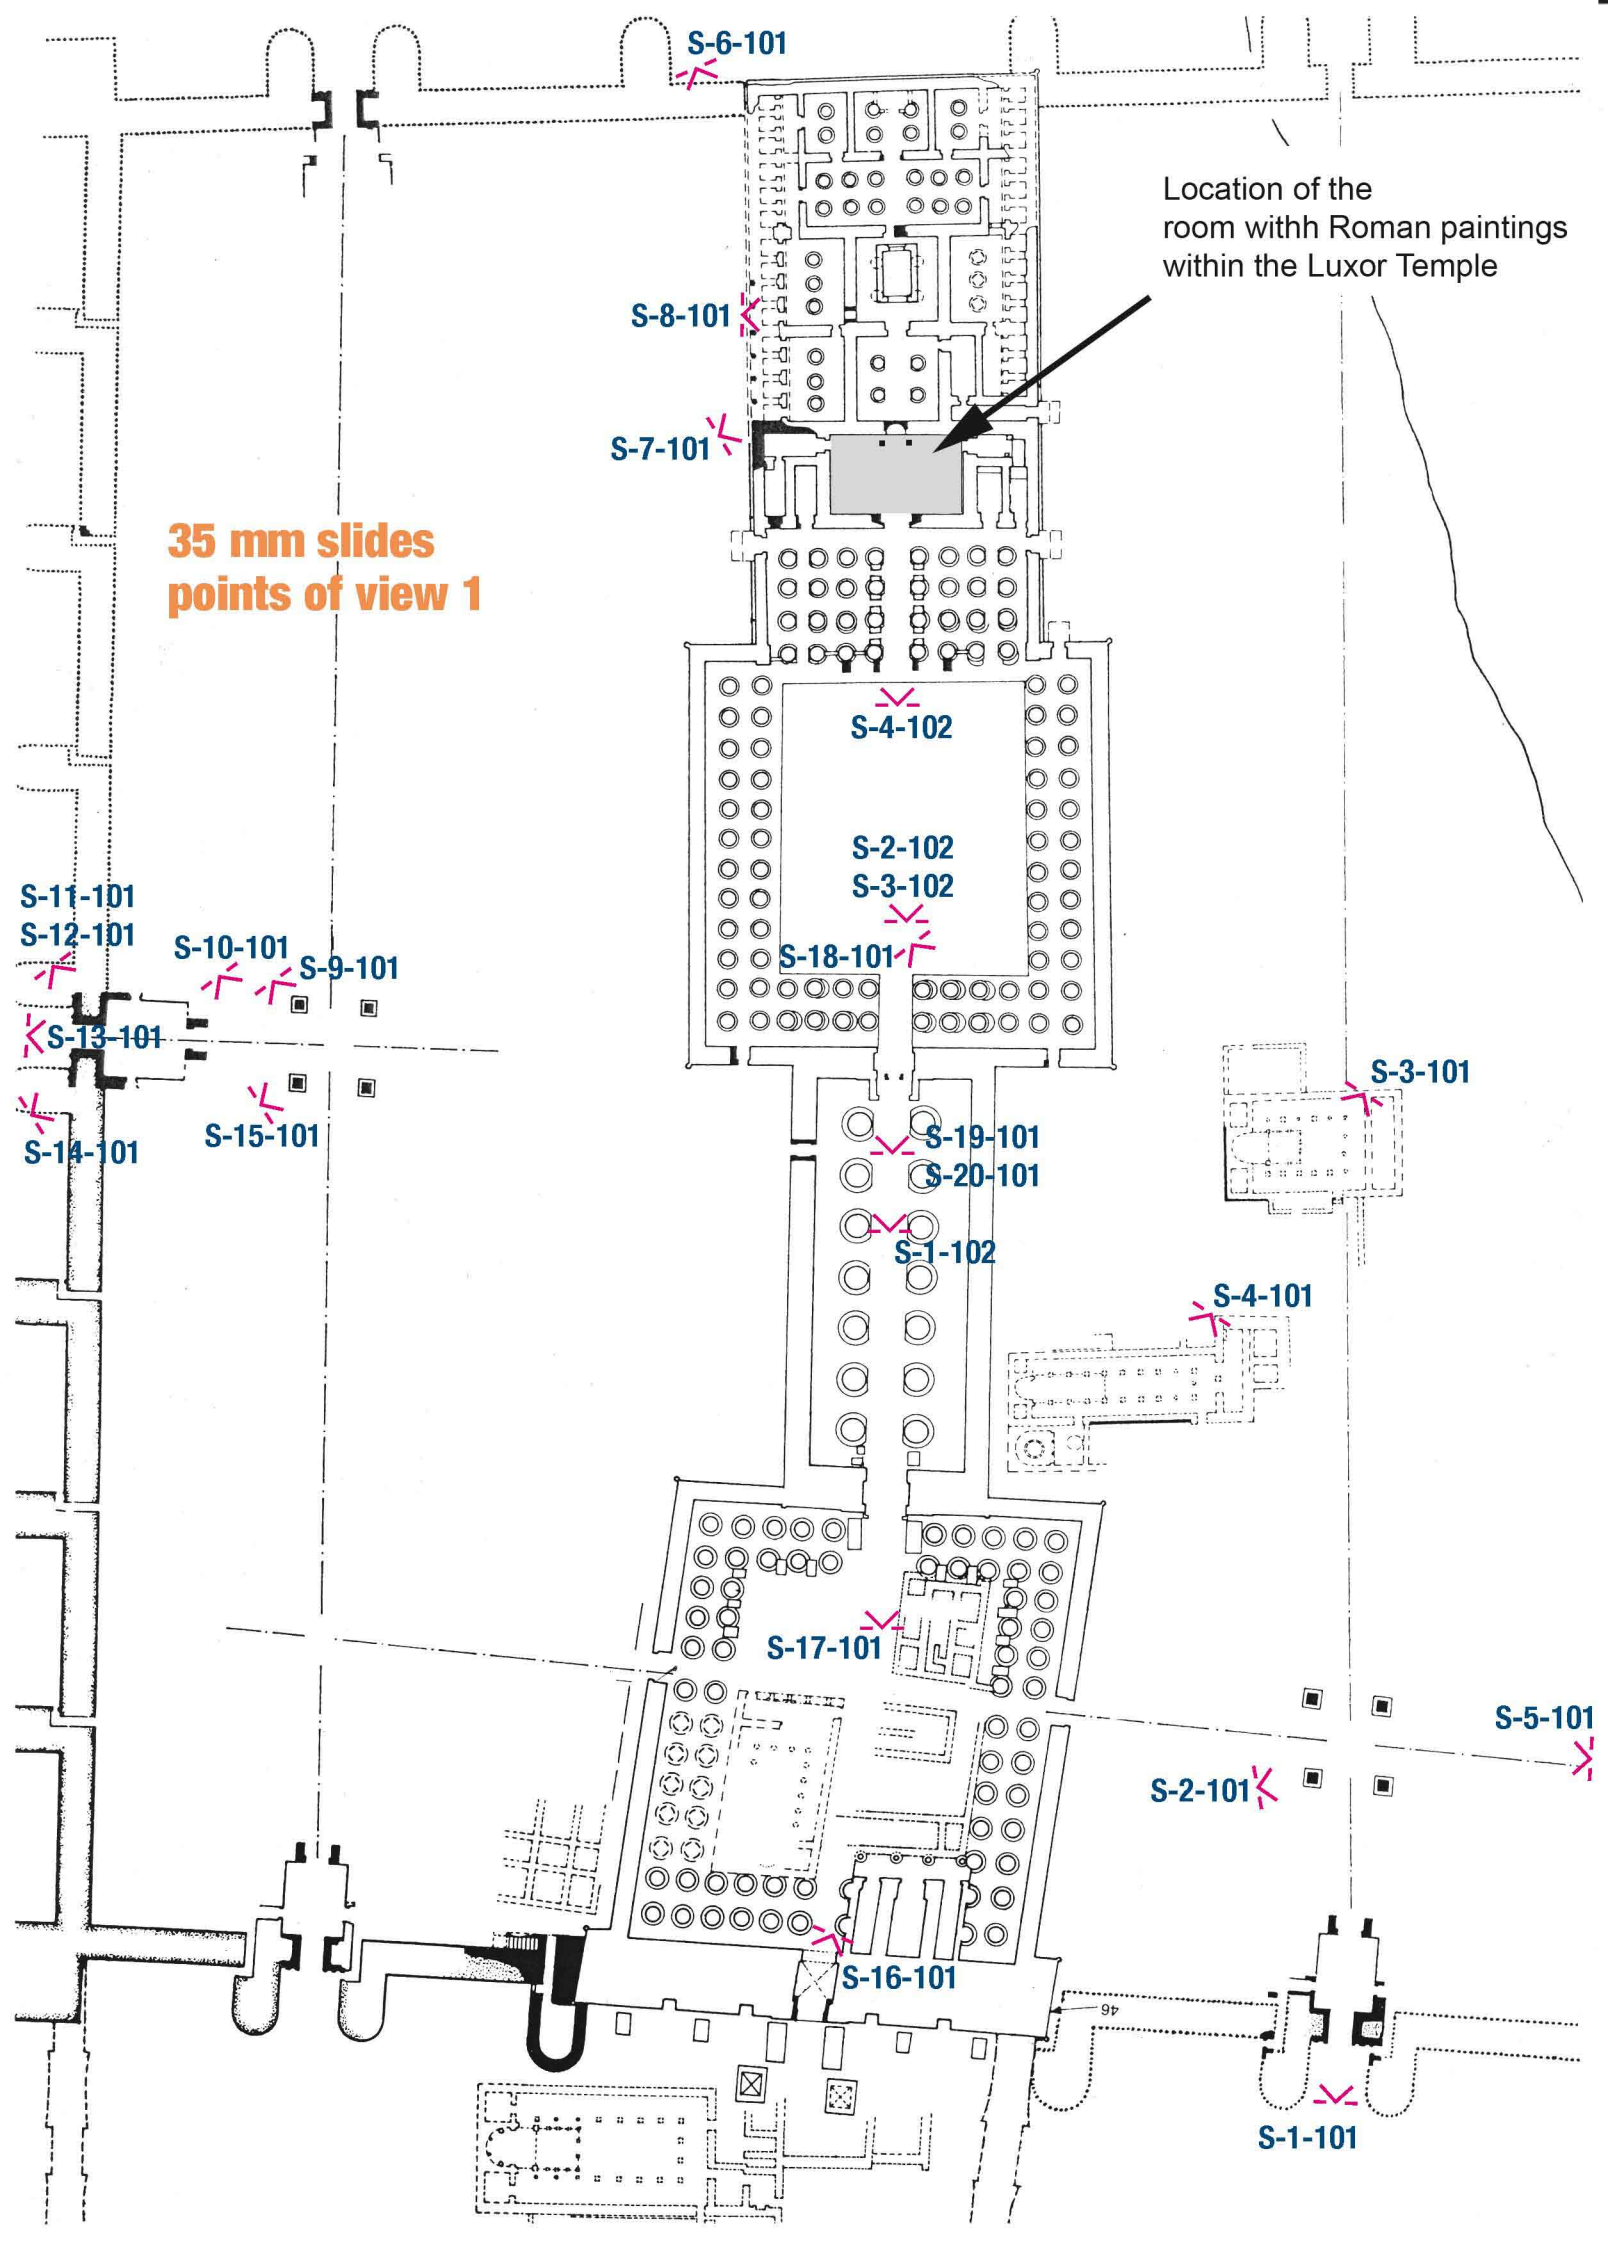 S-6-101
Location of the
room withh Roman paintings
within the Luxor Temple
S-8-101
S-7-101
35 mm slides
points of view 1
S-4-102
S-2-102
S-3-102
S-18-101
S-11-101
S-12-101
S-10-101
S-9-101
S-13-101
S-15-101
S-14-101
S-3-101
S-19-101
S-20-101
S-1-102
S-4-101
S-17-101
S-5-101
S-2-101
S-16-101
46
S-1-101